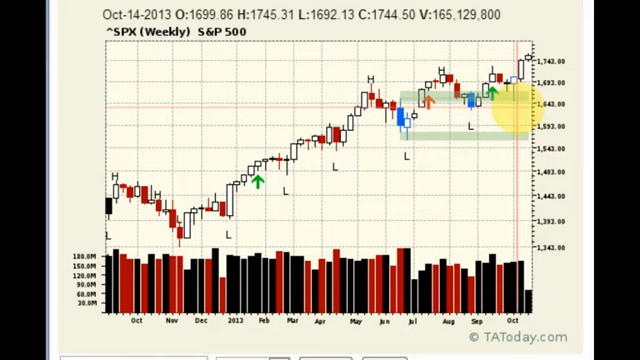 Oct-14-2013 O:1699.86 H:1745.31 L:1692.13 C:1744.50 V:165,129,800
^SPX (Weekly) S&P 500
1,743.00
H
H
H
1,693.00
1,643.00
1,593.00
L
1,543.00
L
1,493.00
H
L
L
H
1,443.00
1,393.00
L
L
1,343.00
180.0M
150.0M
120.0M
90.0M
60.0M
30.0M
Oct Nov Dec 2013 Feb Mar Apr May Jun Jul Aug Sep Oct
© TAToday.com